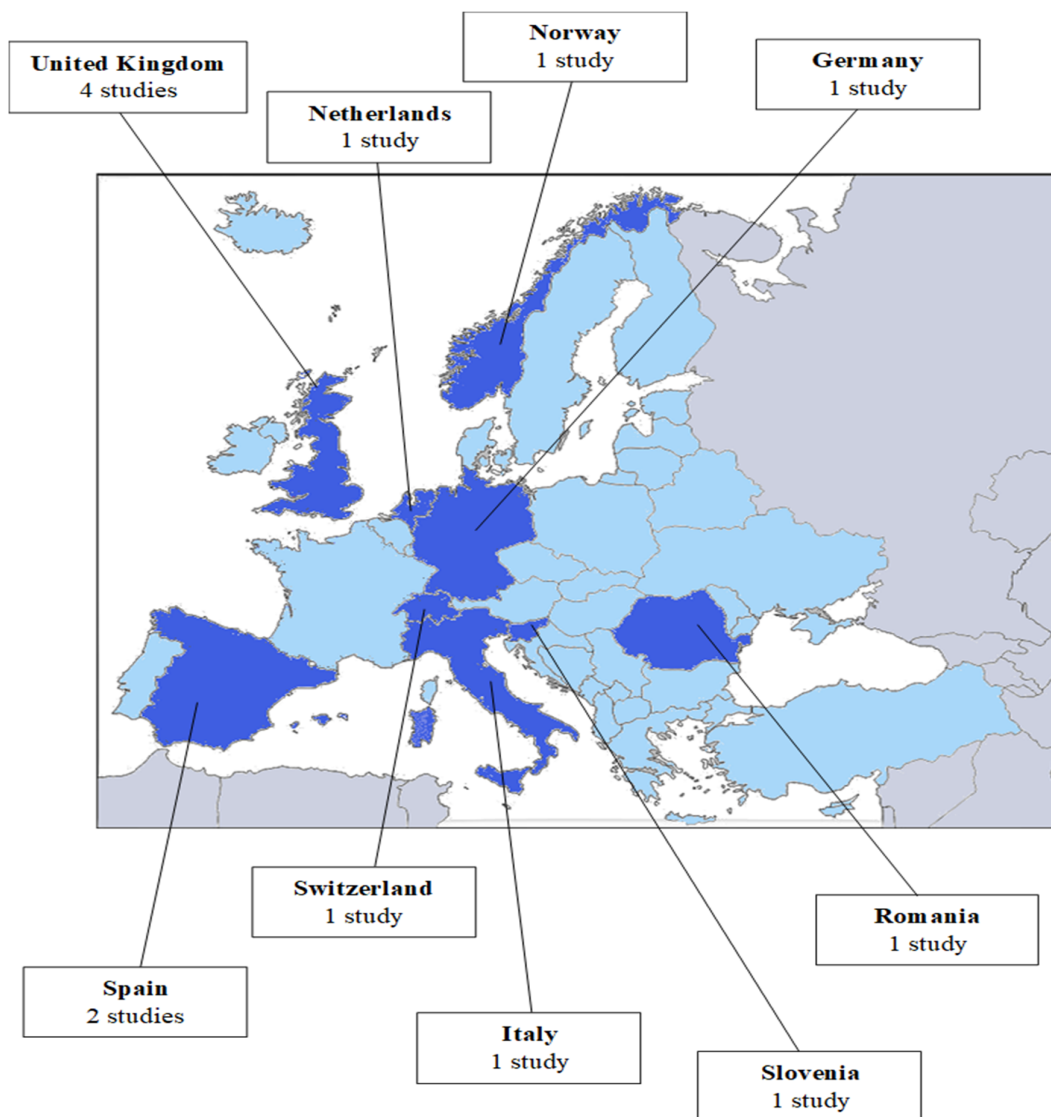 Norway
1 study
United Kingdom
4 studies
Germany
1 study
Netherlands
1 study
Switzerland
1 study
Romania
1 study
Spain
2 studies
Italy
1 study
Slovenia
1 study